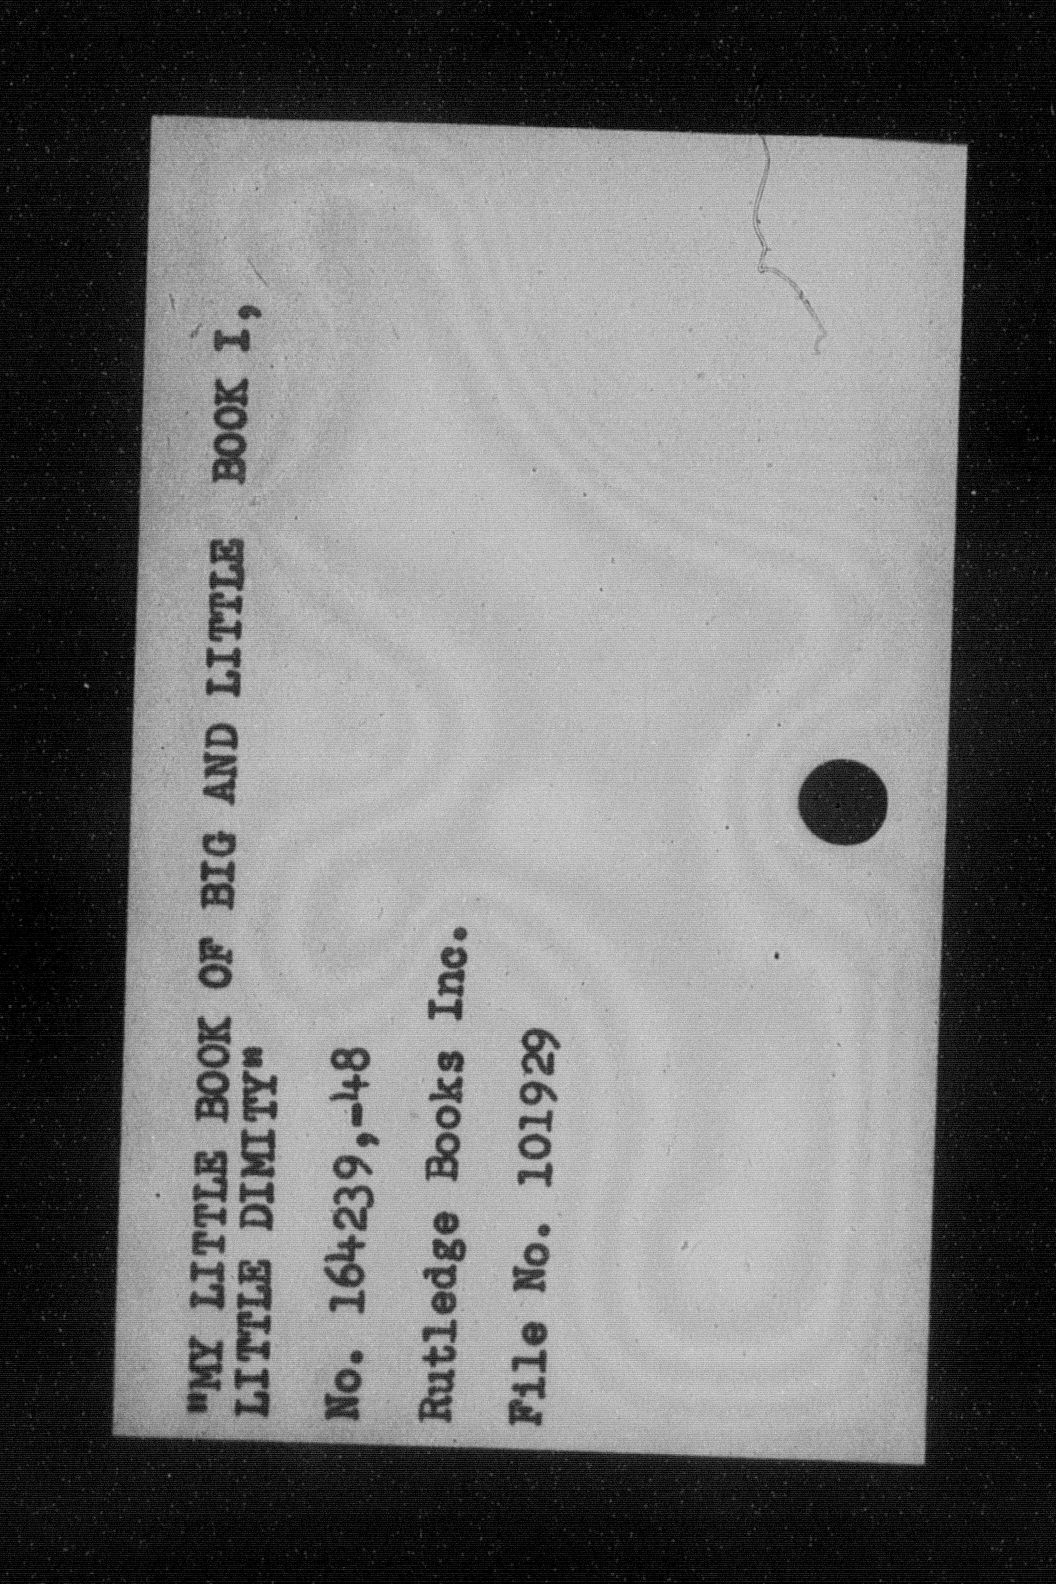 "MY LITTLE BOOK OF BIG AND LITTLE BOOK I,
LITTLE DIMITY"
No. 164239,-48
Rutledge Books Inc.
File No. 101929